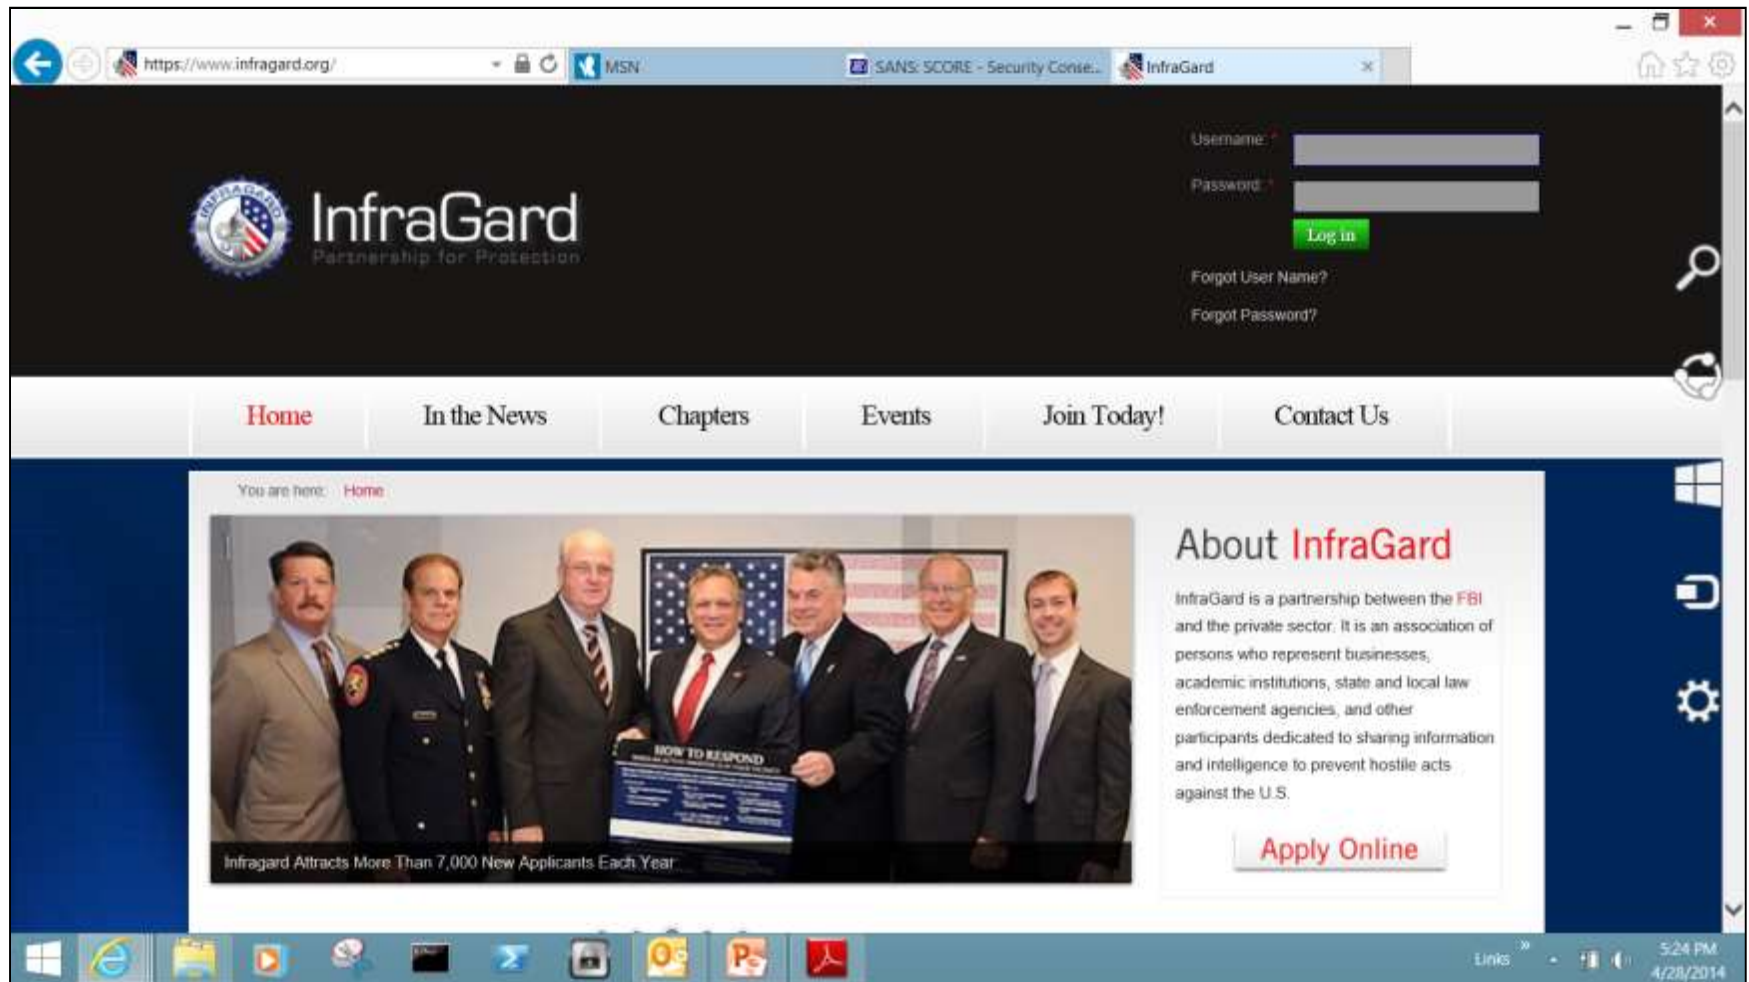 https://www.infragard.org/
MSN
SANS: SCORE - Security Conse...
InfraGard
Username: *
Password: *
Log in
Forgot User Name?
Forgot Password?
INFRAGARD
InfraGard
Partnership for Protection
Home
In the News
Chapters
Events
Join Today!
Contact Us
You are here: Home
HOW TO RESPOND
Infragard Attracts More Than 7,000 New Applicants Each Year
About InfraGard
InfraGard is a partnership between the FBI
and the private sector. It is an association of
persons who represent businesses,
academic institutions, state and local law
enforcement agencies, and other
participants dedicated to sharing information
and intelligence to prevent hostile acts
against the U.S.
Apply Online
Links
5:24 PM
4/28/2014